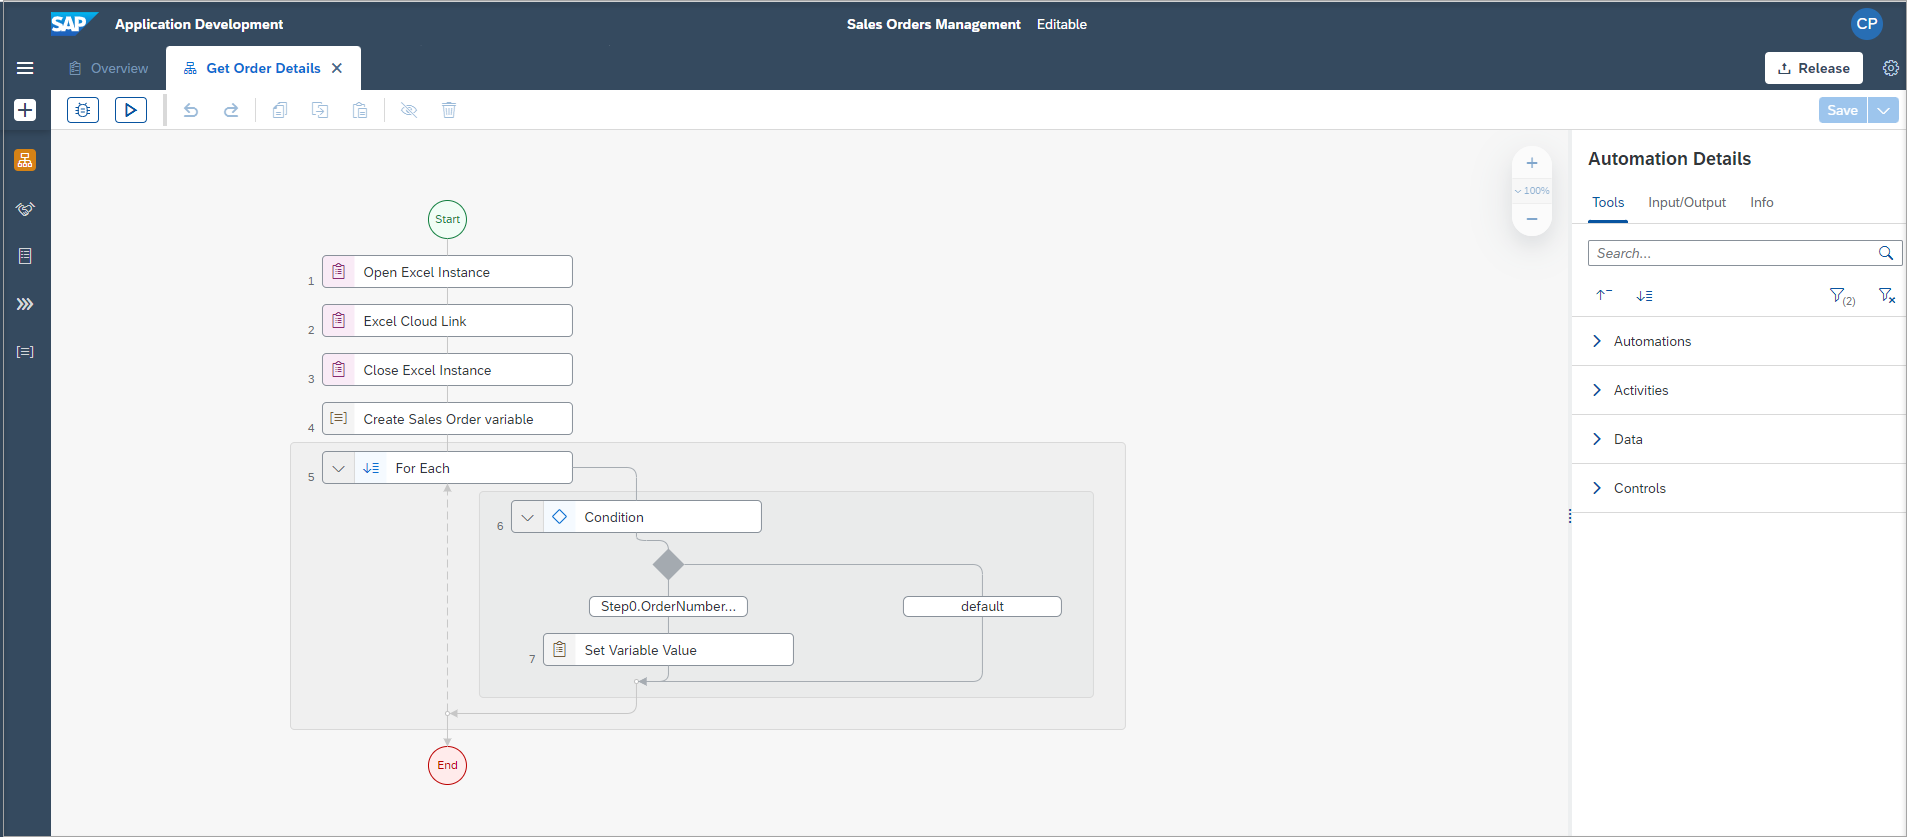 SAP Application Development
Sales Orders Management Editable
CP
Overview
Get Order Details
Release
Save
Start
1 Open Excel Instance
2 Excel Cloud Link
3 Close Excel Instance
4 Create Sales Order variable
5 For Each
6 Condition
Step0.OrderNumber... default
7 Set Variable Value
End
100%
Automation Details
Tools Input/Output Info
Search...
(2)
Automations
Activities
Data
Controls